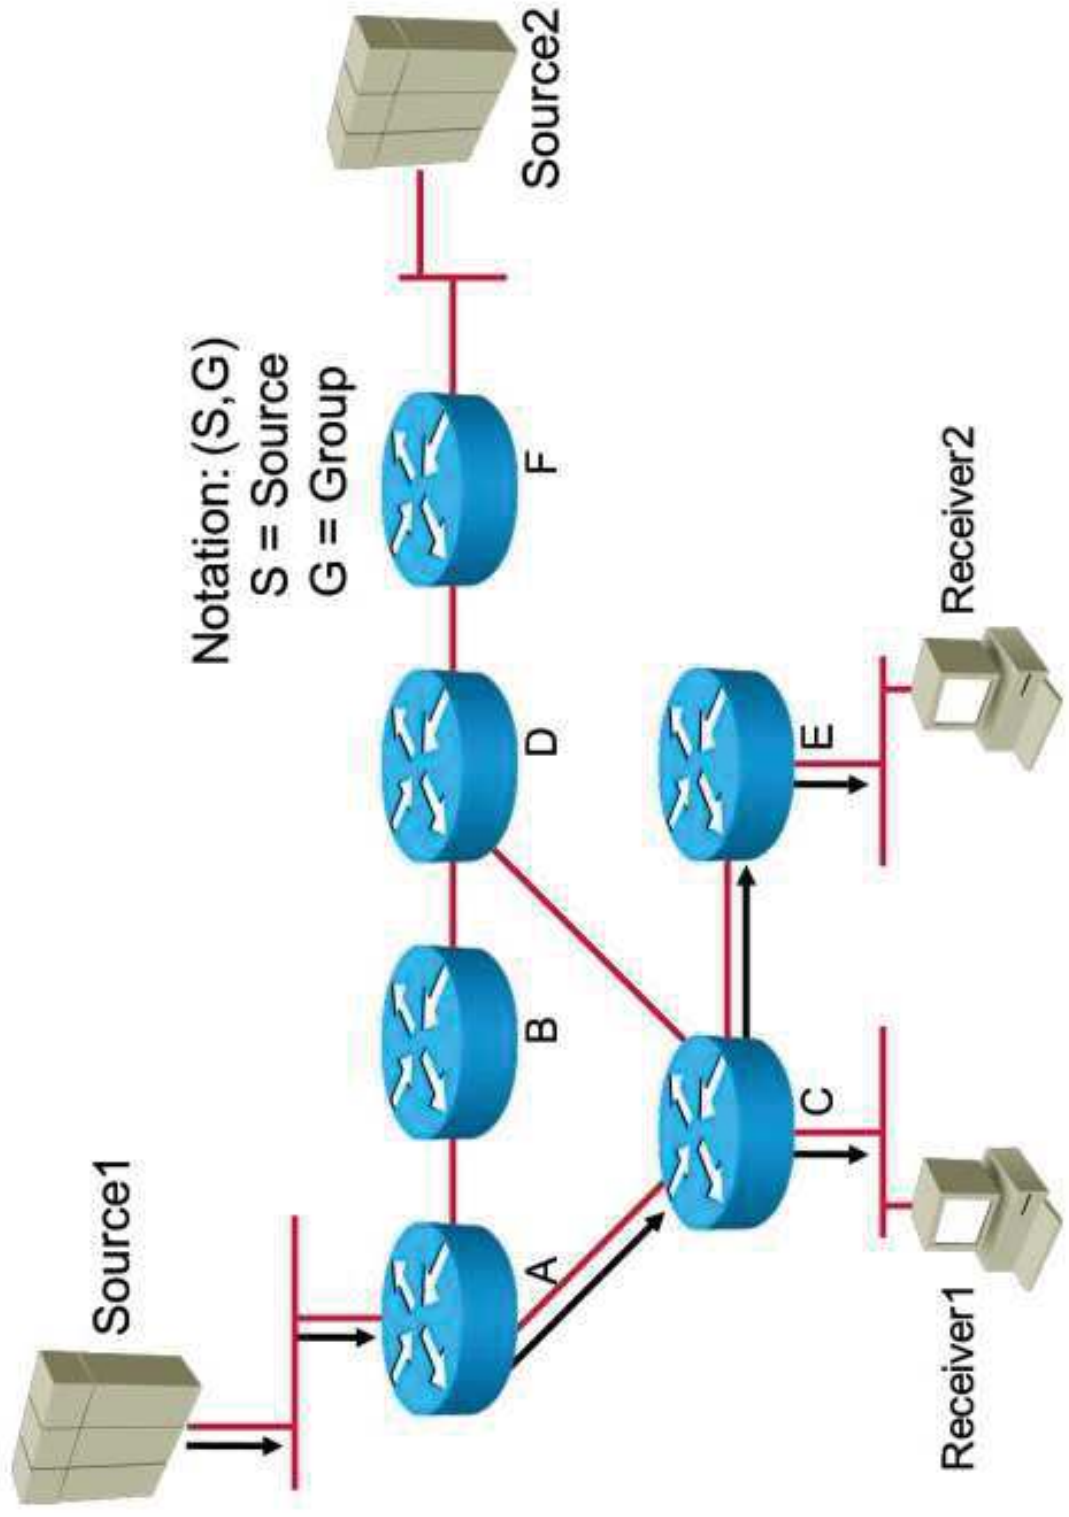 Source1
Notation: (S,G)
S = Source
G = Group
A
B
D
F
Source2
C
E
Receiver1
Receiver2